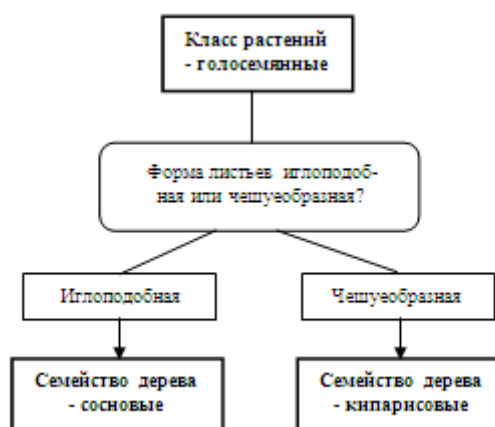 Класс растений
- голосемянные
Форма листьев иглоподоб-
ная или чешуеобразная?
Иглоподобная
Чешуеобразная
Семейство дерева
- сосновые
Семейство дерева
- кипарисовые